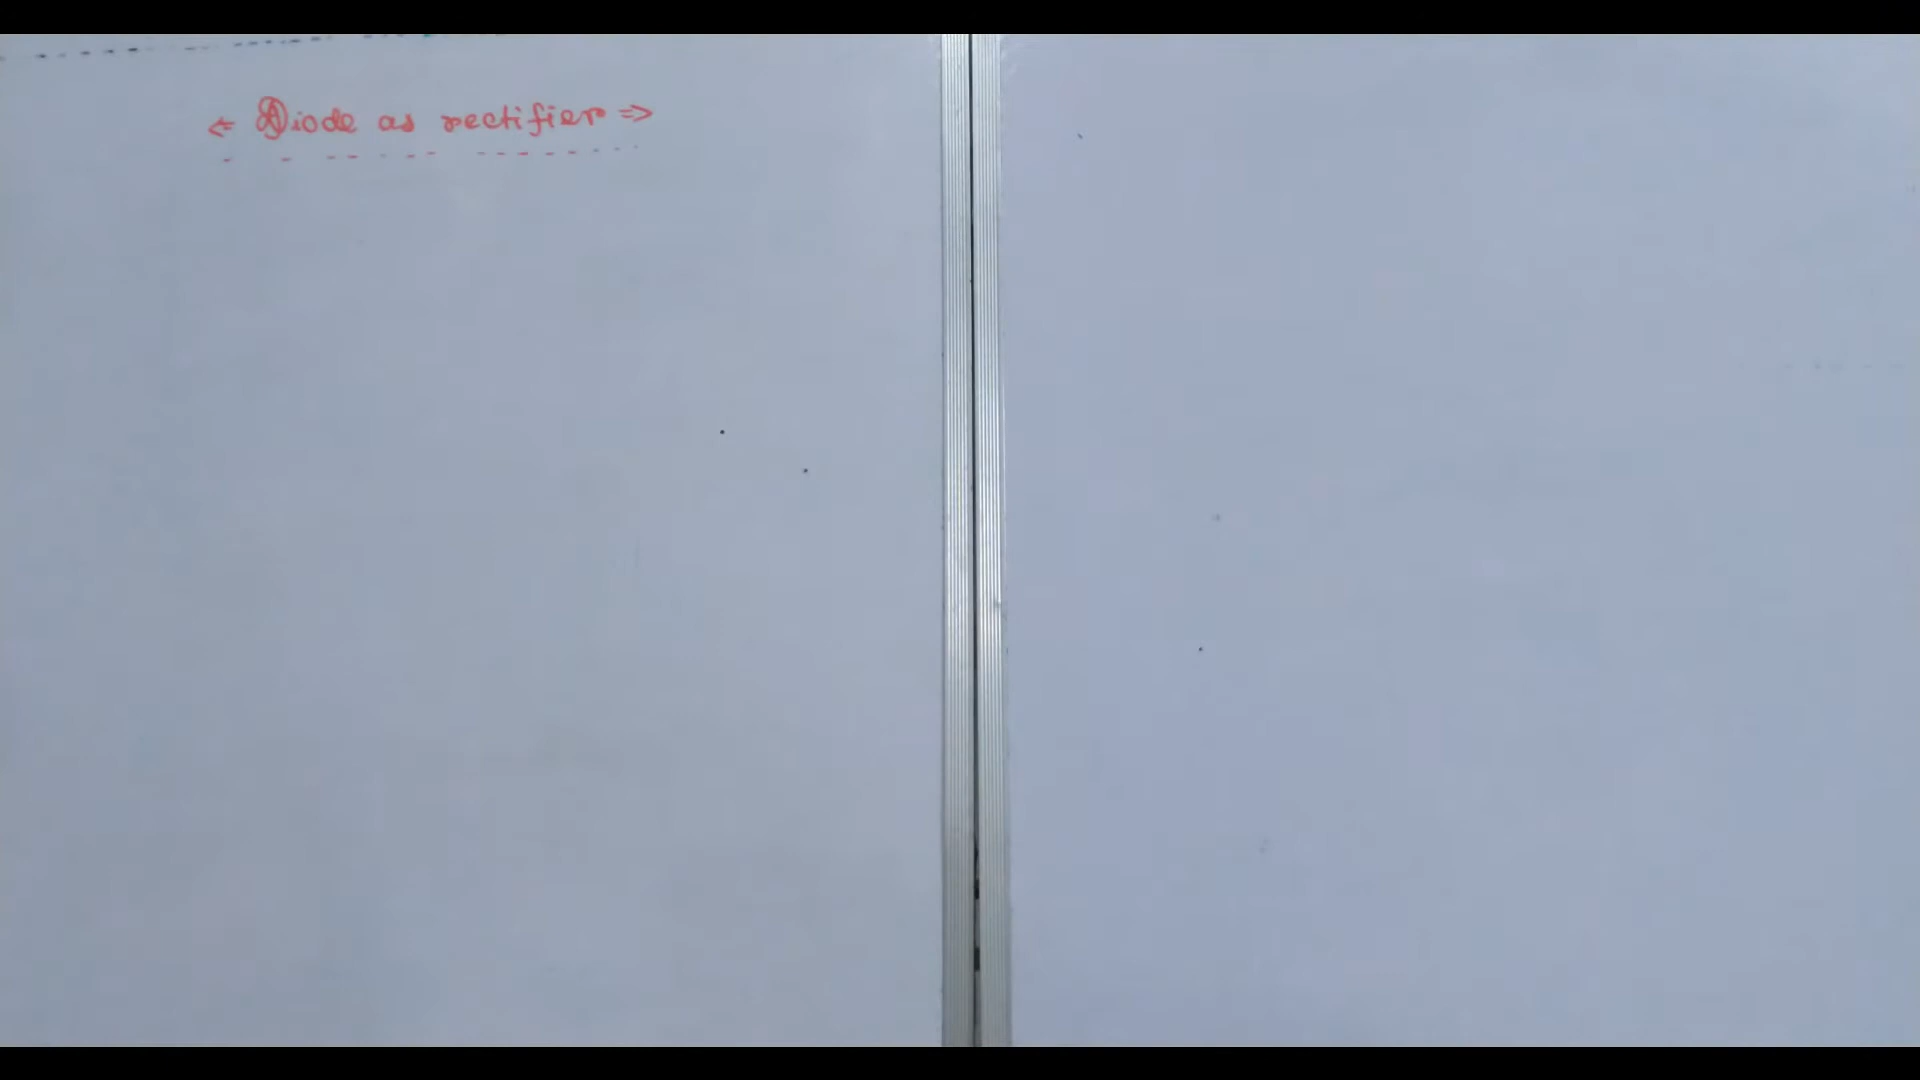 ⇐ Diode as rectifier ⇒